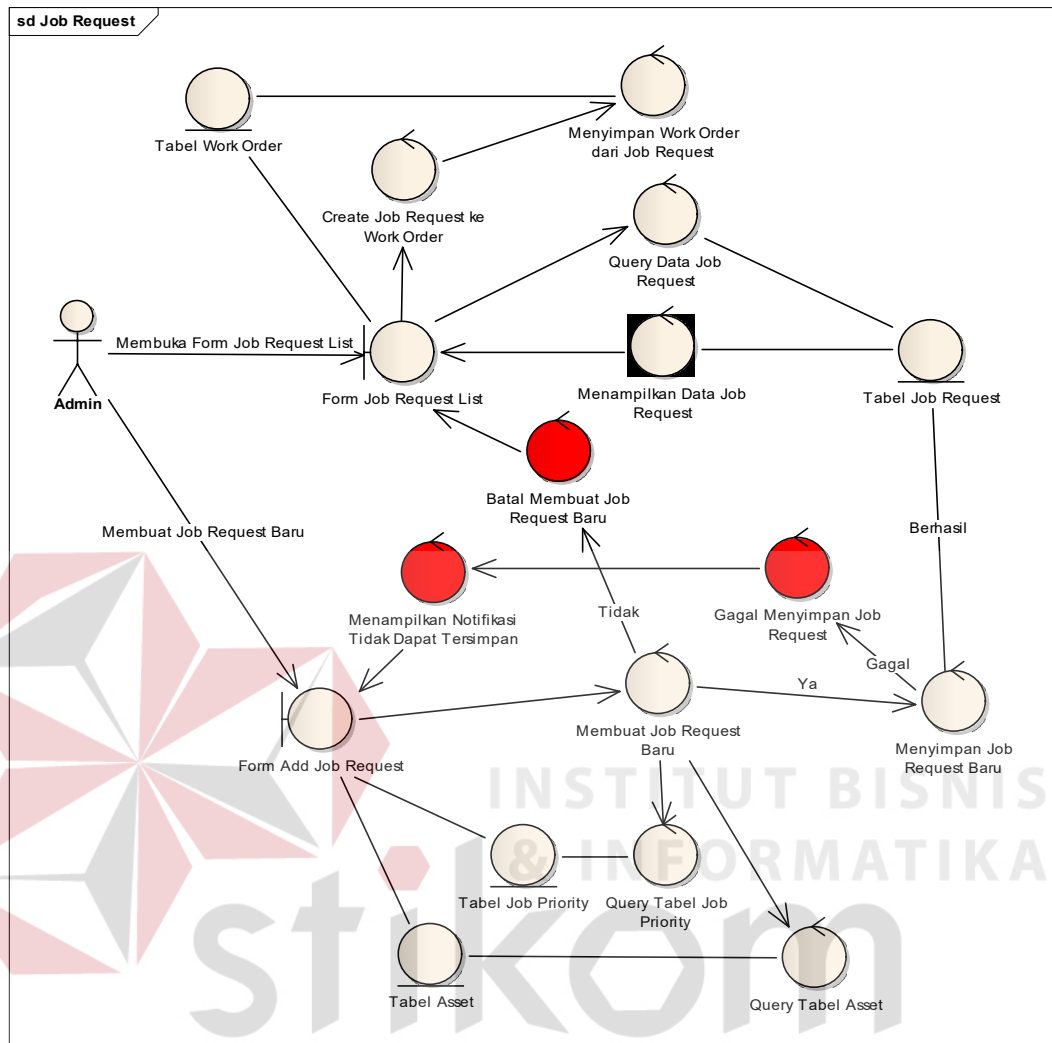 sd Job Request
Tabel Work Order
Menyimpan Work Order
dari Job Request
Create Job Request ke
Work Order
Query Data Job
Request
Membuka Form Job Request List
Admin
Form Job Request List
Menampilkan Data Job
Request
Tabel Job Request
Batal Membuat Job
Request Baru
Membuat Job Request Baru
Berhasil
Menampilkan Notifikasi
Tidak Dapat Tersimpan
Tidak
Gagal Menyimpan Job
Request
Gagal
Ya
Form Add Job Request
Membuat Job Request
Baru
Menyimpan Job
Request Baru
INSTITUT BISNIS
& INFORMATIKA
stikom
Tabel Job Priority
Query Tabel Job
Priority
Tabel Asset
Query Tabel Asset